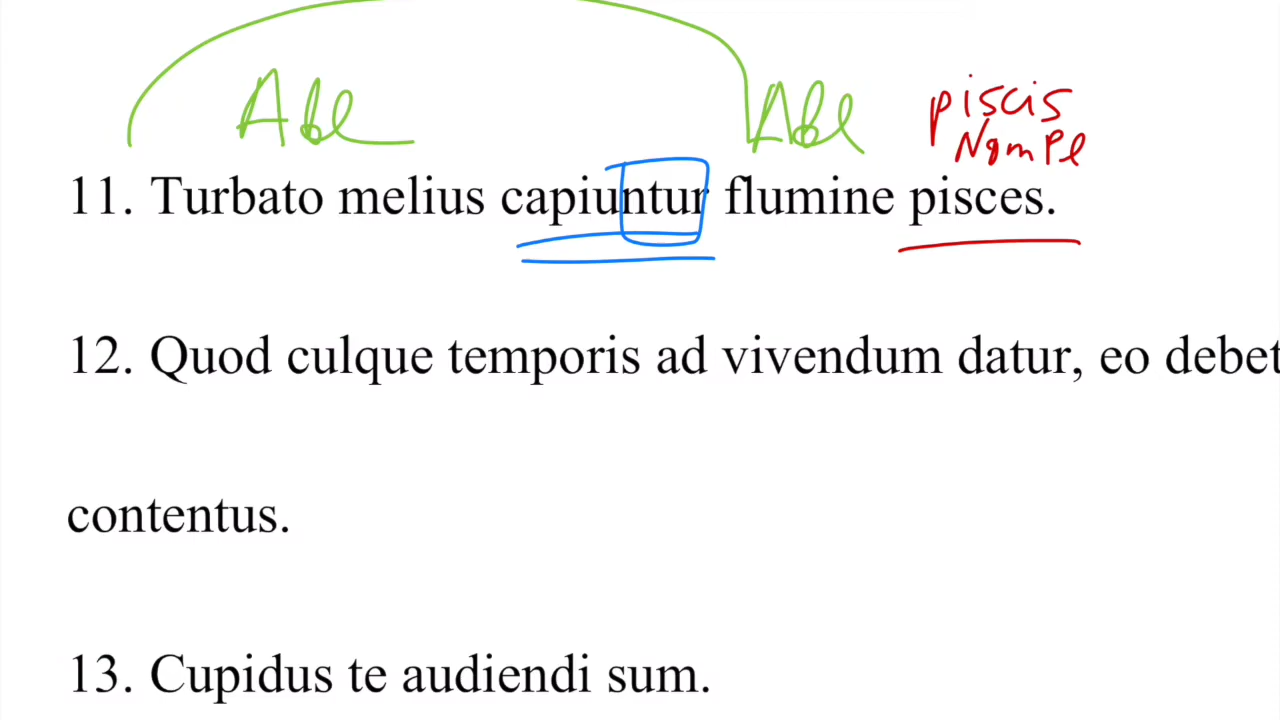 Abl Abl piscis
Nom Pl
11. Turbato melius capiuntur flumine pisces.
12. Quod culque temporis ad vivendum datur, eo debet
contentus.
13. Cupidus te audiendi sum.